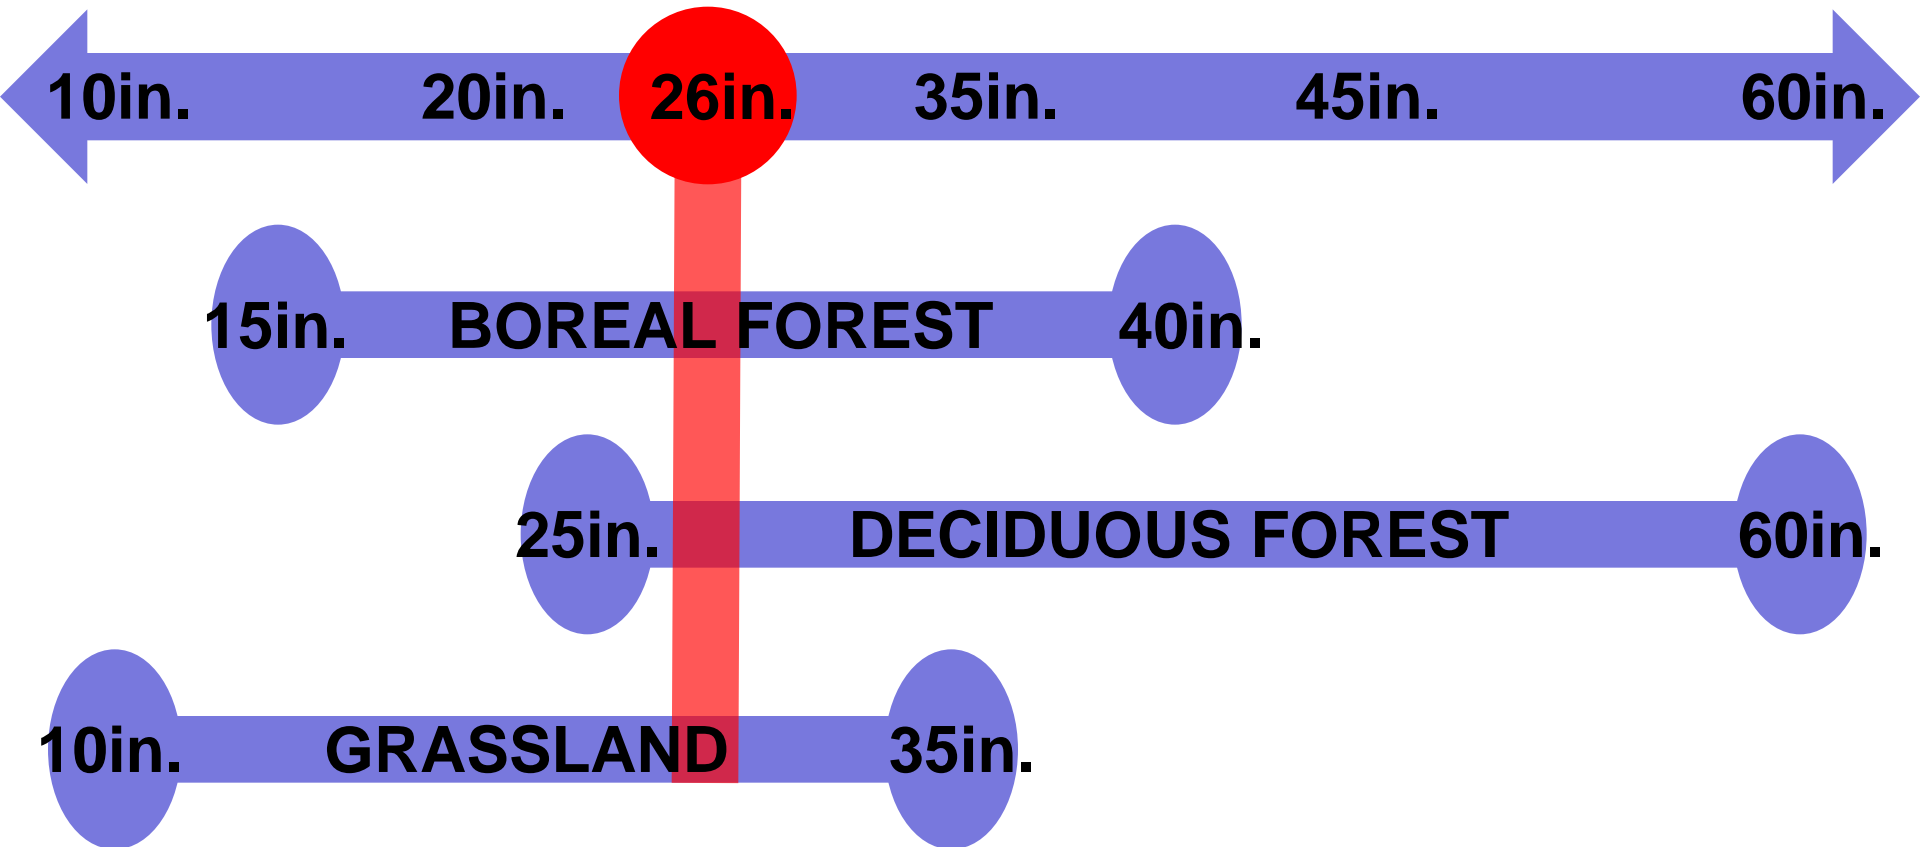 10in. 20in. 26in. 35in. 45in. 60in.
15in. BOREAL FOREST 40in.
25in. DECIDUOUS FOREST 60in.
10in. GRASSLAND 35in.